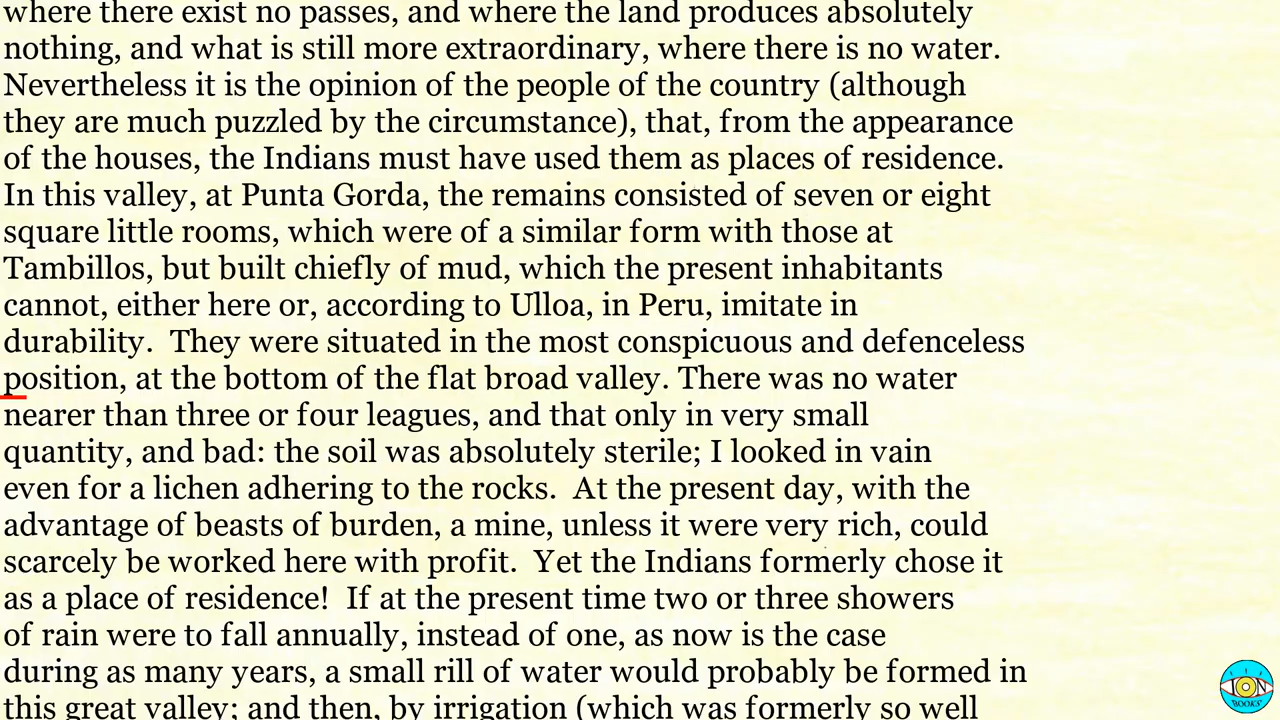 where there exist no passes, and where the land produces absolutely
nothing, and what is still more extraordinary, where there is no water.
Nevertheless it is the opinion of the people of the country (although
they are much puzzled by the circumstance), that, from the appearance
of the houses, the Indians must have used them as places of residence.
In this valley, at Punta Gorda, the remains consisted of seven or eight
square little rooms, which were of a similar form with those at
Tambillos, but built chiefly of mud, which the present inhabitants
cannot, either here or, according to Ulloa, in Peru, imitate in
durability.  They were situated in the most conspicuous and defenceless
position, at the bottom of the flat broad valley. There was no water
nearer than three or four leagues, and that only in very small
quantity, and bad: the soil was absolutely sterile; I looked in vain
even for a lichen adhering to the rocks.  At the present day, with the
advantage of beasts of burden, a mine, unless it were very rich, could
scarcely be worked here with profit.  Yet the Indians formerly chose it
as a place of residence!  If at the present time two or three showers
of rain were to fall annually, instead of one, as now is the case
during as many years, a small rill of water would probably be formed in
this great valley; and then, by irrigation (which was formerly so well
ION
BOOKS